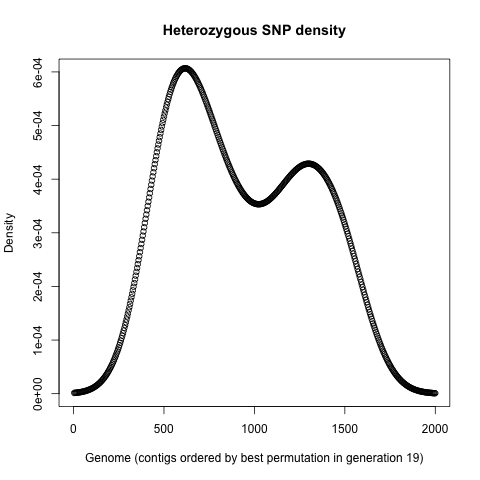 Heterozygous SNP density
6e-04
5e-04
4e-04
3e-04
2e-04
1e-04
0e+00
Density
0 500 1000 1500 2000
Genome (contigs ordered by best permutation in generation 19)